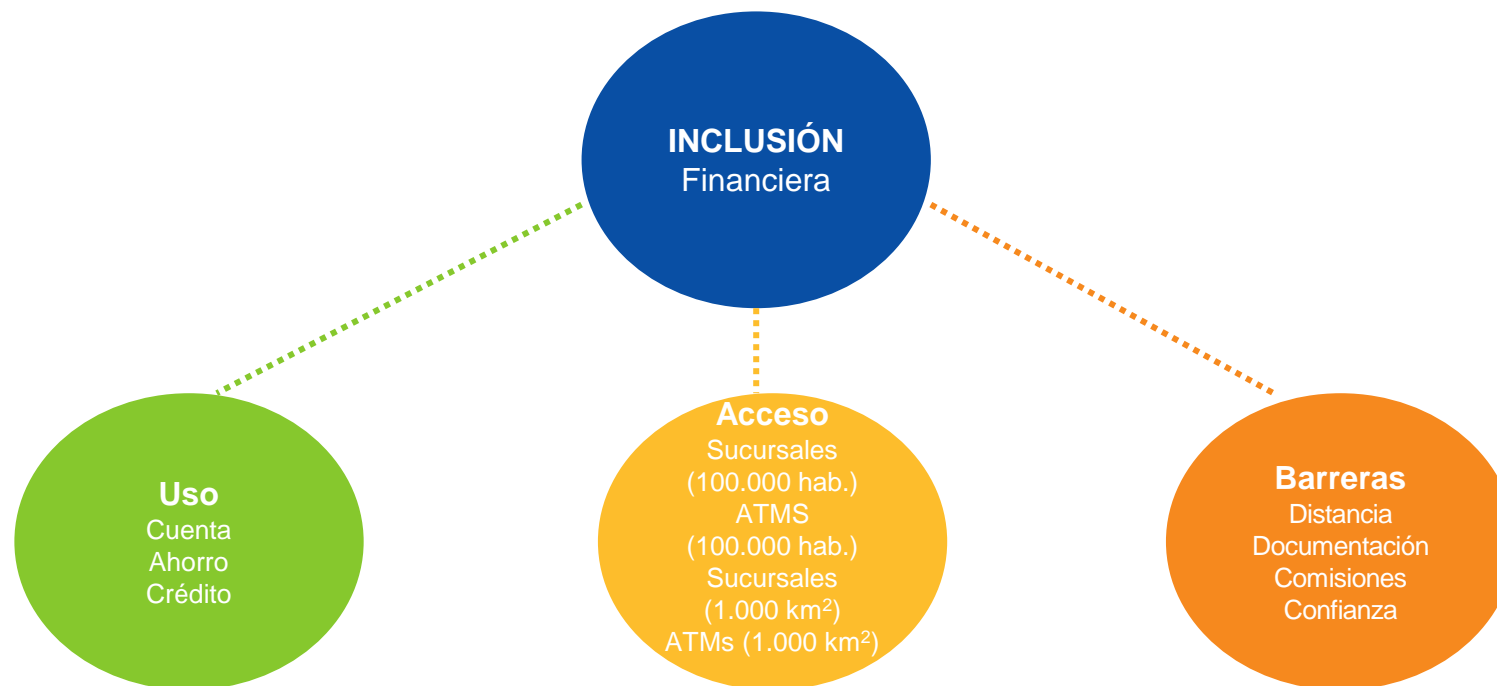 INCLUSIÓN
Financiera
Uso
Cuenta
Ahorro
Crédito
Acceso
Sucursales
(100.000 hab.)
ATMS
(100.000 hab.)
Sucursales
(1.000 km²)
ATMs (1.000 km²)
Barreras
Distancia
Documentación
Comisiones
Confianza